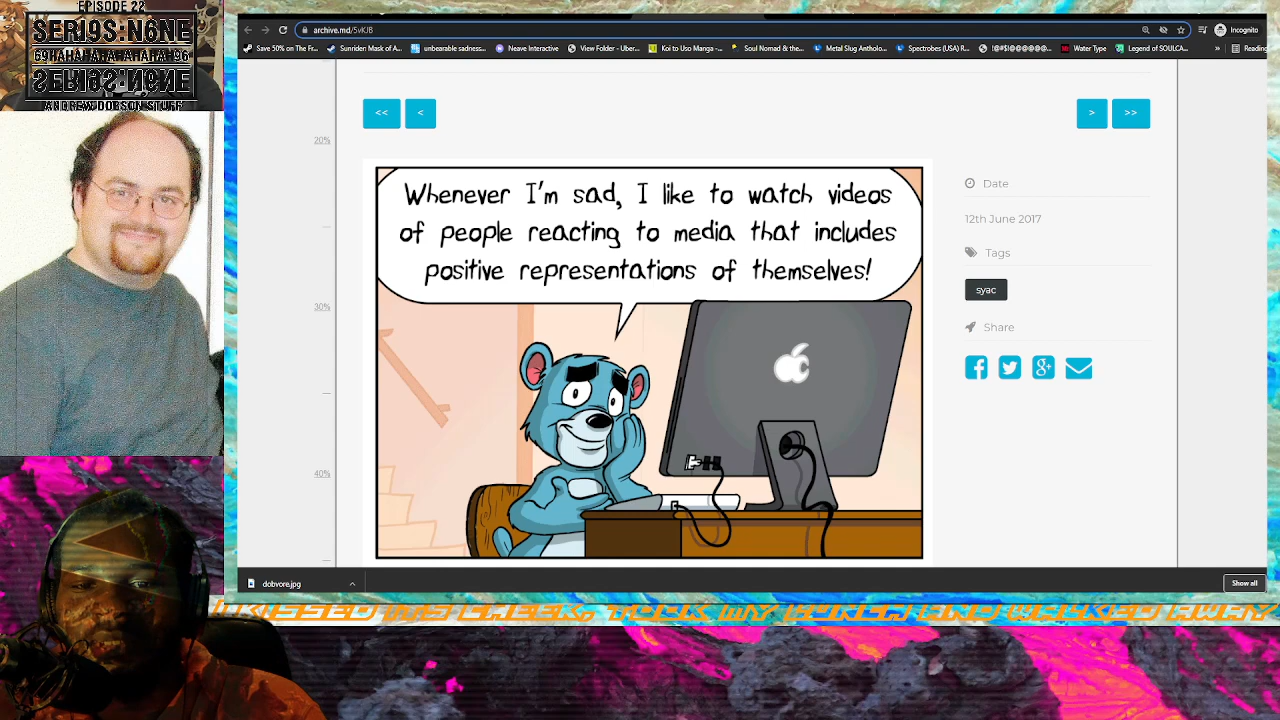 EPISODE 22
SERI9S:N6NE
69HAHAHAHAHAHAHAH96
ANDREW DOBSON STUFF
archive.md/5vKJ8
Incognito
Save 50% On The Fr...
Sunriden Mask of A...
unbearable sadness...
Neave Interactive
View Folder - Uber...
Koi to Uso Manga -...
Soul Nomad & the...
Metal Slug Antholo...
Spectrobes (USA) R...
!@#$!@@@@@...
Water Type
Legend of SOULCA...
»
Reading
<<
<
>
>>
20%
30%
40%
Whenever I'm sad, I like to watch videos
of people reacting to media that includes
positive representations of themselves!
Date
12th June 2017
Tags
syac
Share
dobvore.jpg
Show all